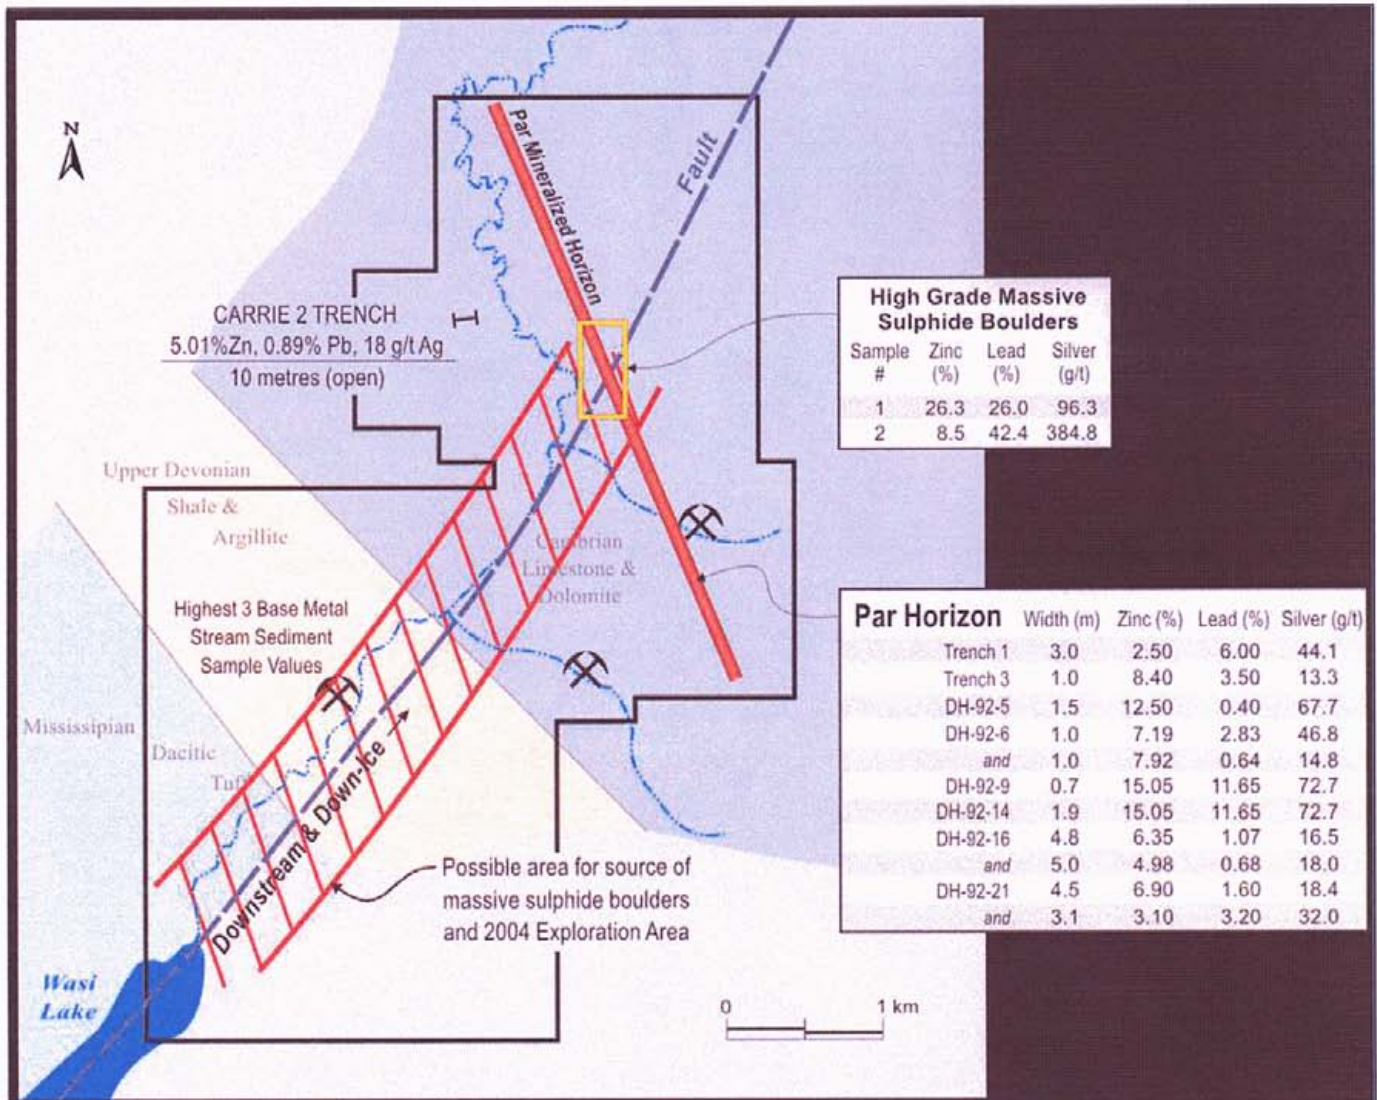 N
Par Mineralized Horizon
Fault
CARRIE 2 TRENCH
5.01%Zn, 0.89% Pb, 18 g/t Ag
10 metres (open)
High Grade Massive
Sulphide Boulders
Sample Zinc Lead Silver
# (%) (%) (g/t)
1 26.3 26.0 96.3
2 8.5 42.4 384.8
Upper Devonian
Shale &
Argillite
Cambrian
Limestone &
Dolomite
Highest 3 Base Metal
Stream Sediment
Sample Values
Par Horizon Width (m) Zinc (%) Lead (%) Silver (g/t)
Trench 1 3.0 2.50 6.00 44.1
Trench 3 1.0 8.40 3.50 13.3
DH-92-5 1.5 12.50 0.40 67.7
DH-92-6 1.0 7.19 2.83 46.8
and 1.0 7.92 0.64 14.8
DH-92-9 0.7 15.05 11.65 72.7
DH-92-14 1.9 15.05 11.65 72.7
DH-92-16 4.8 6.35 1.07 16.5
and 5.0 4.98 0.68 18.0
DH-92-21 4.5 6.90 1.60 18.4
and 3.1 3.10 3.20 32.0
Mississipian
Dacitic
Tuff
Downstream & Down-Ice
Possible area for source of
massive sulphide boulders
and 2004 Exploration Area
Wasi
Lake
0 1 km